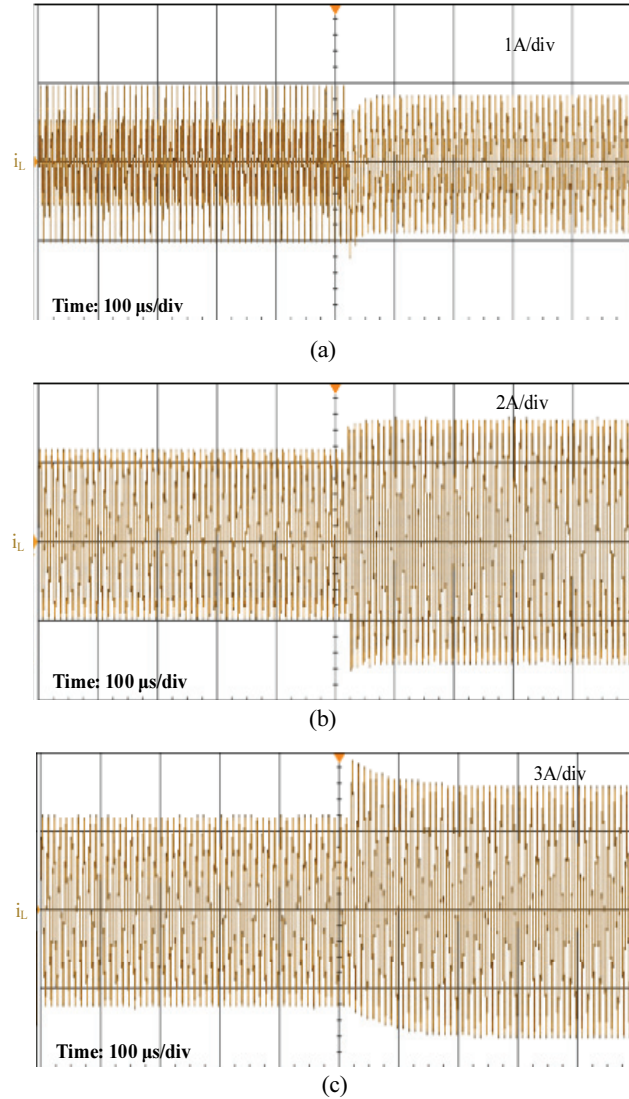 1A/div
iL
Time: 100 µs/div
(a)
2A/div
iL
Time: 100 µs/div
(b)
3A/div
iL
Time: 100 µs/div
(c)